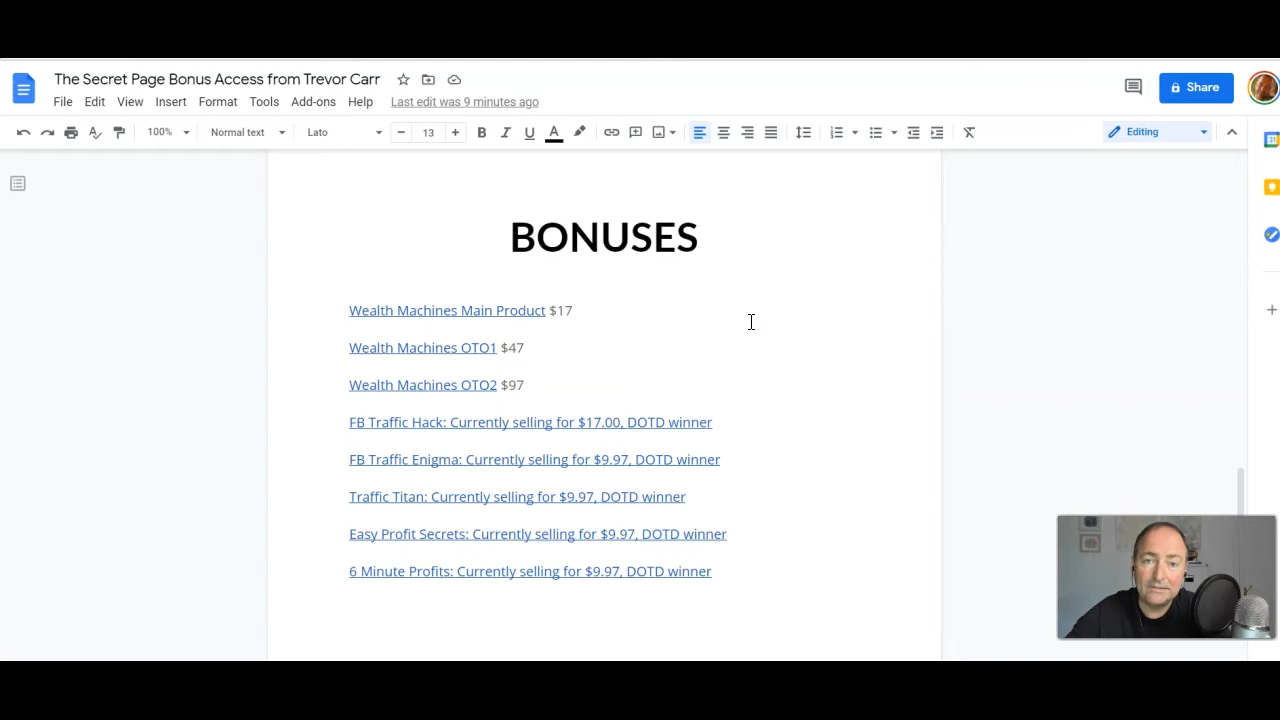 The Secret Page Bonus Access from Trevor Carr
File Edit View Insert Format Tools Add-ons Help Last edit was 9 minutes ago
Share
100% Normal text Lato 13 B I U A Editing
BONUSES
Wealth Machines Main Product $17
Wealth Machines OTO1 $47
Wealth Machines OTO2 $97
FB Traffic Hack: Currently selling for $17.00, DOTD winner
FB Traffic Enigma: Currently selling for $9.97, DOTD winner
Traffic Titan: Currently selling for $9.97, DOTD winner
Easy Profit Secrets: Currently selling for $9.97, DOTD winner
6 Minute Profits: Currently selling for $9.97, DOTD winner